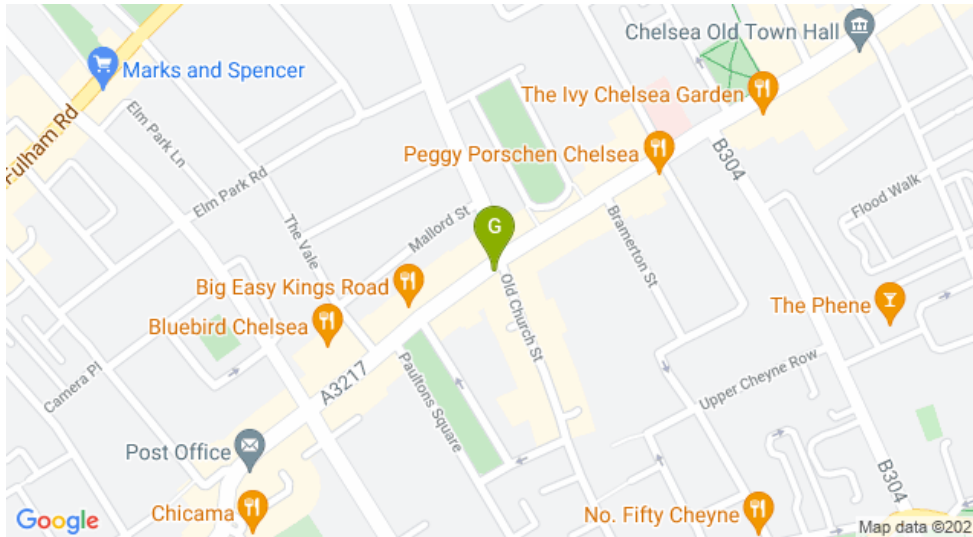 Chelsea Old Town Hall
Marks and Spencer
The Ivy Chelsea Garden
Fulham Rd
Elm Park Ln
Peggy Porschen Chelsea
B304
Elm Park Rd
Flood Walk
The Vale
Mallord St
G
Bramerton St
Big Easy Kings Road
Old Church St
The Phene
Bluebird Chelsea
Camera Pl
A3217
Paultons Square
Upper Cheyne Row
Post Office
B304
Chicama
No. Fifty Cheyne
Google
Map data ©202